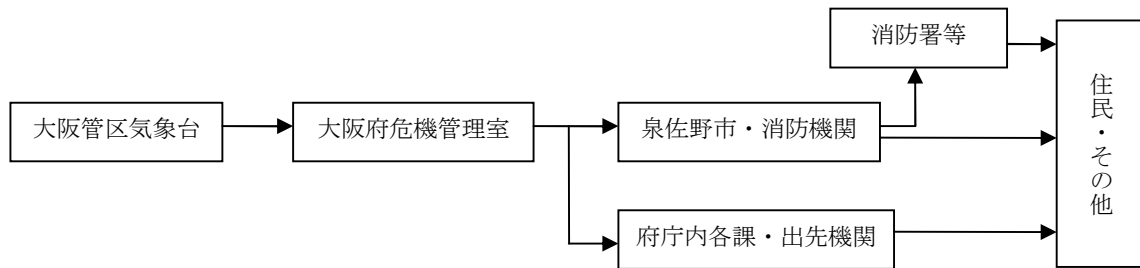 消防署等
大阪管区気象台
大阪府危機管理室
泉佐野市・消防機関
府庁内各課・出先機関
住民・その他